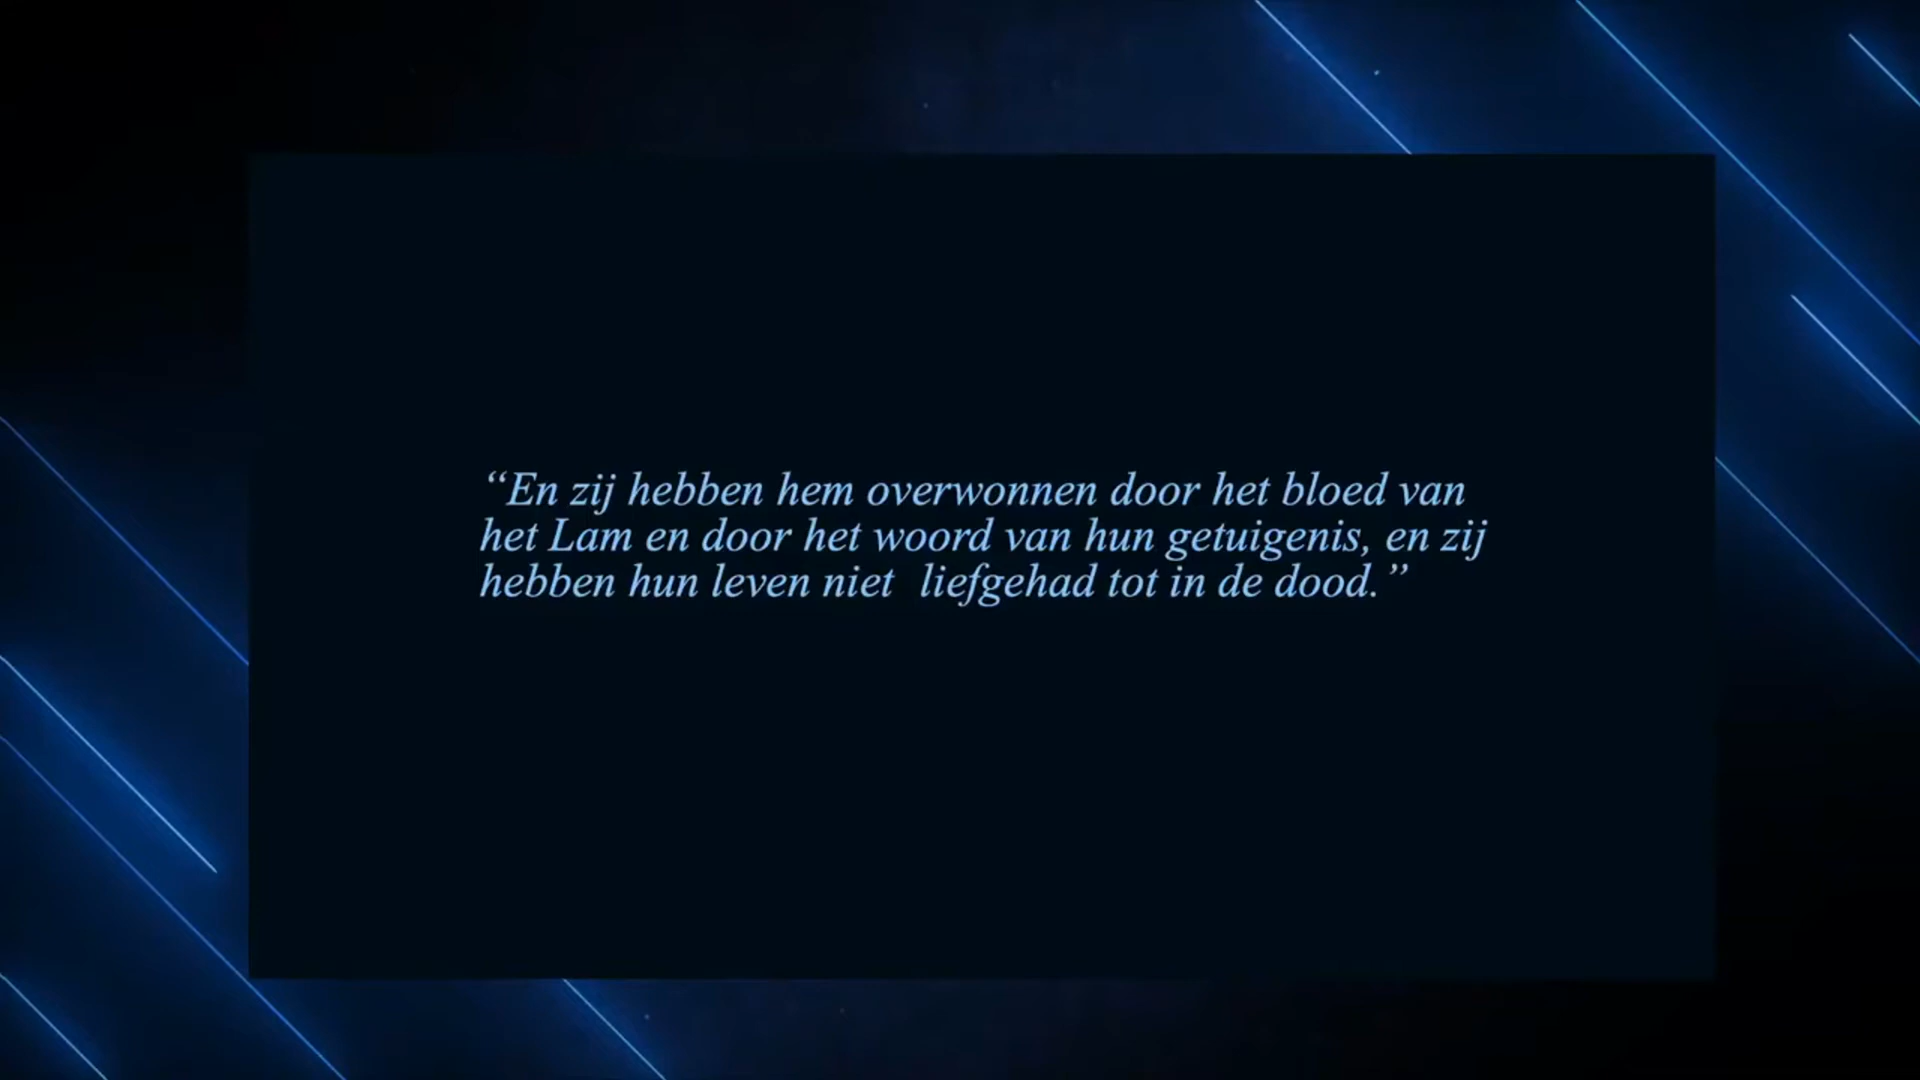 “En zij hebben hem overwonnen door het bloed van
het Lam en door het woord van hun getuigenis, en zij
hebben hun leven niet  liefgehad tot in de dood.”